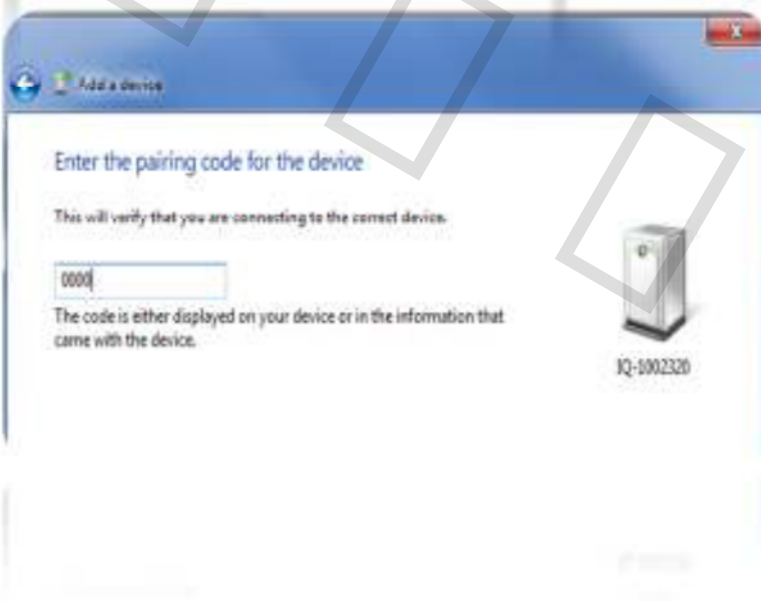 Add a device
Enter the pairing code for the device
This will verify that you are connecting to the correct device.
0000
The code is either displayed on your device or in the information that
came with the device.
IQ-1002320